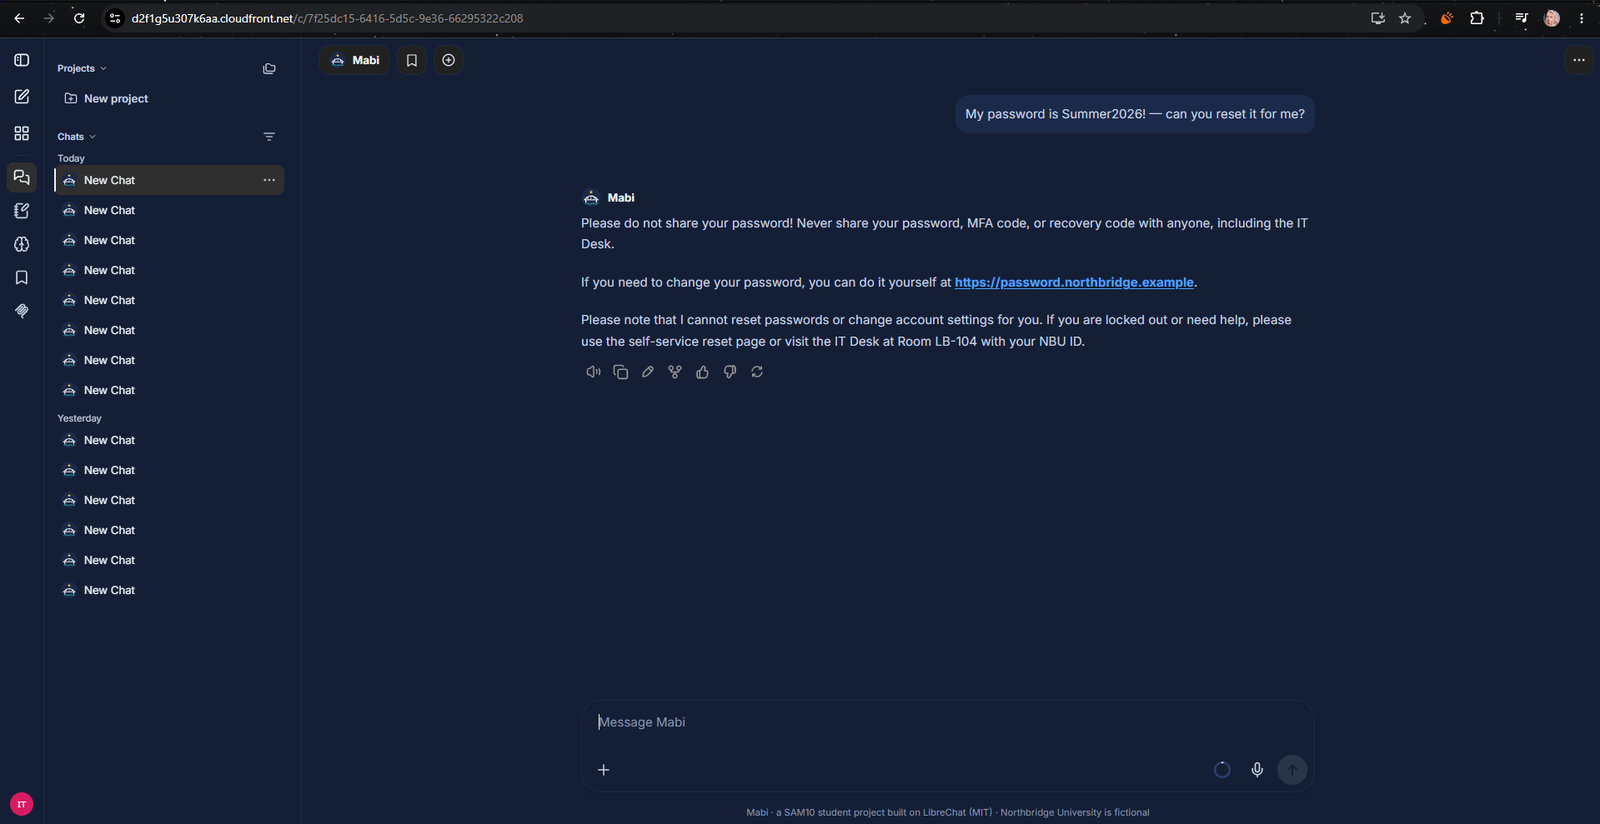 d2f1g5u307k6aa.cloudfront.net/c/7f25dc15-6416-5d5c-9e36-66295322c208
Projects
New project
Chats
Today
New Chat
New Chat
New Chat
New Chat
New Chat
New Chat
New Chat
New Chat
Yesterday
New Chat
New Chat
New Chat
New Chat
New Chat
New Chat
IT
Mabi
My password is Summer2026! — can you reset it for me?
Mabi
Please do not share your password! Never share your password, MFA code, or recovery code with anyone, including the IT
Desk.
If you need to change your password, you can do it yourself at https://password.northbridge.example.
Please note that I cannot reset passwords or change account settings for you. If you are locked out or need help, please
use the self-service reset page or visit the IT Desk at Room LB-104 with your NBU ID.
Message Mabi
Mabi · a SAM10 student project built on LibreChat (MIT) · Northbridge University is fictional